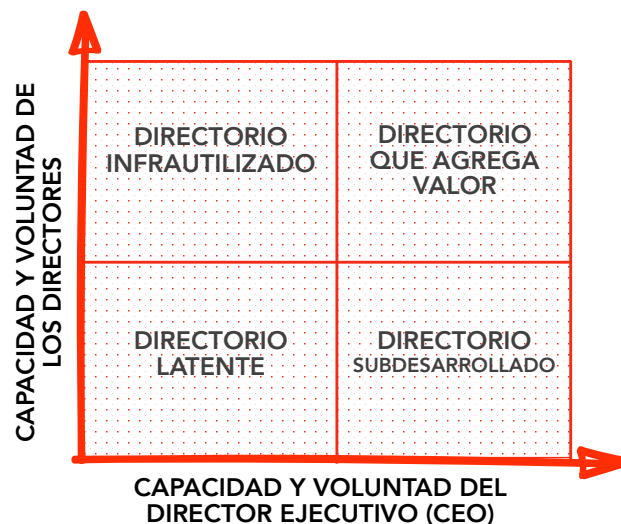 CAPACIDAD Y VOLUNTAD DE
LOS DIRECTORES
DIRECTORIO
INFRAUTILIZADO
DIRECTORIO
QUE AGREGA
VALOR
DIRECTORIO
LATENTE
DIRECTORIO
SUBDESARROLLADO
CAPACIDAD Y VOLUNTAD DEL
DIRECTOR EJECUTIVO (CEO)